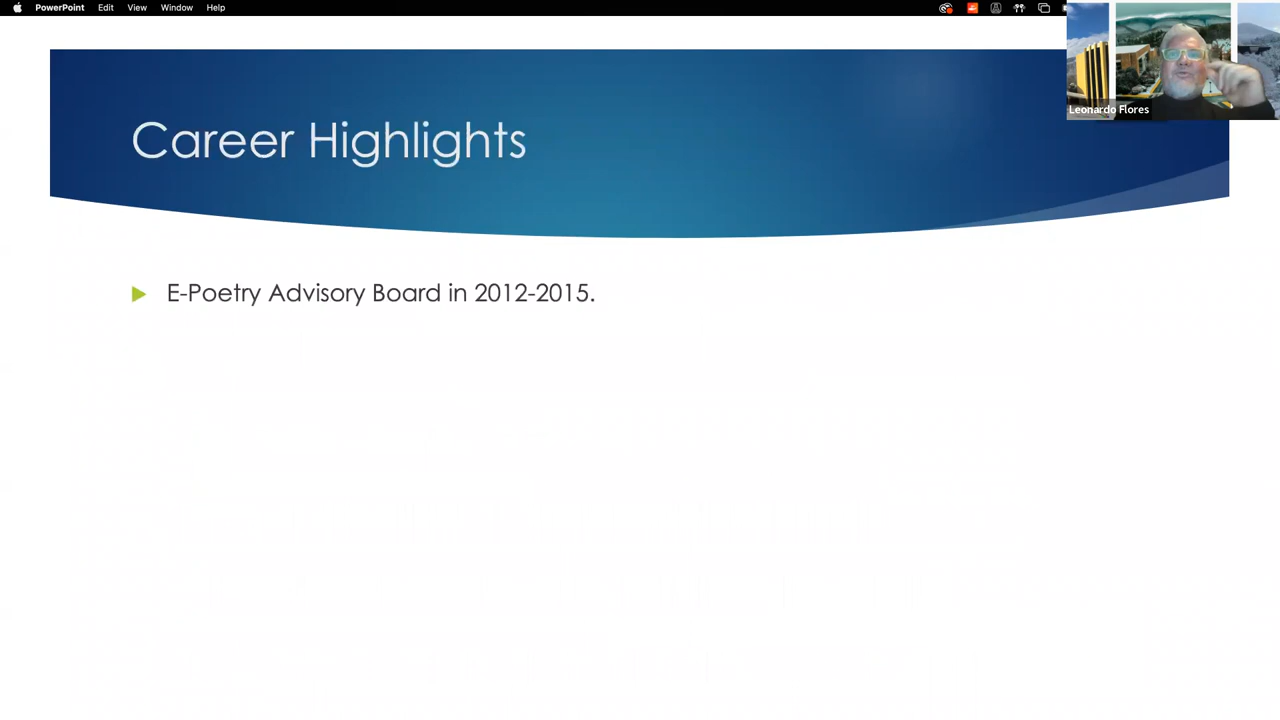 PowerPoint Edit View Window Help
Leonardo Flores
Career Highlights
E-Poetry Advisory Board in 2012-2015.